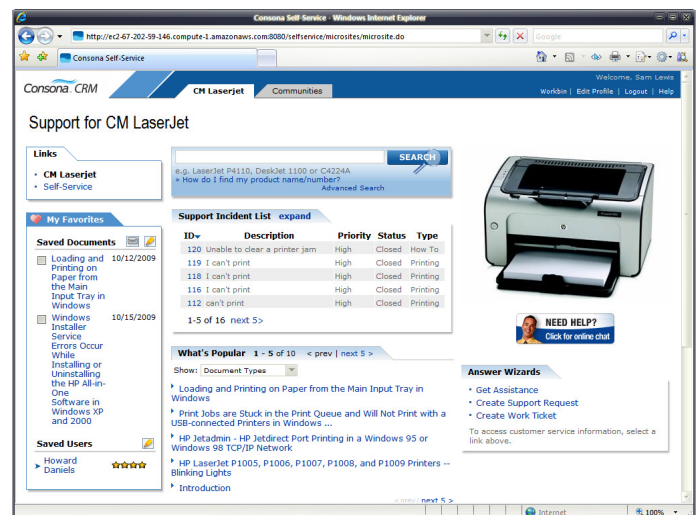 Consona Self-Service - Windows Internet Explorer
http://ec2-67-202-59-146.compute-1.amazonaws.com:8080/selfservice/microsites/microsite.do
Google
Consona Self-Service
Welcome, Sam Lewis
Consona. CRM
CM Laserjet
Communities
Workbin | Edit Profile | Logout | Help
Support for CM LaserJet
Links
• CM Laserjet
• Self-Service
SEARCH
e.g. LaserJet P4110, DeskJet 1100 or C4224A
» How do I find my product name/number?
Advanced Search
My Favorites
Saved Documents
Loading and 10/12/2009
Printing on
Paper from
the Main
Input Tray in
Windows
Windows 10/15/2009
Installer
Service
Errors Occur
While
Installing or
Uninstalling
the HP All-in-
One
Software in
Windows XP
and 2000
Saved Users
Howard
Daniels
Support Incident List expand
ID Description Priority Status Type
120 Unable to clear a printer jam High Closed How To
119 I can't print High Closed Printing
118 I can't print High Closed Printing
116 I can't print High Closed Printing
112 can't print High Closed Printing
1-5 of 16 next 5>
What's Popular 1 - 5 of 10 < prev | next 5 >
Show: Document Types
Loading and Printing on Paper from the Main Input Tray in
Windows
Print Jobs are Stuck in the Print Queue and Will Not Print with a
USB-connected Printers in Windows ...
HP Jetadmin - HP Jetdirect Port Printing in a Windows 95 or
Windows 98 TCP/IP Network
HP LaserJet P1005, P1006, P1007, P1008, and P1009 Printers --
Blinking Lights
Introduction
< prev | next 5 >
NEED HELP?
Click for online chat
Answer Wizards
• Get Assistance
• Create Support Request
• Create Work Ticket
To access customer service information, select a
link above.
Internet
100%